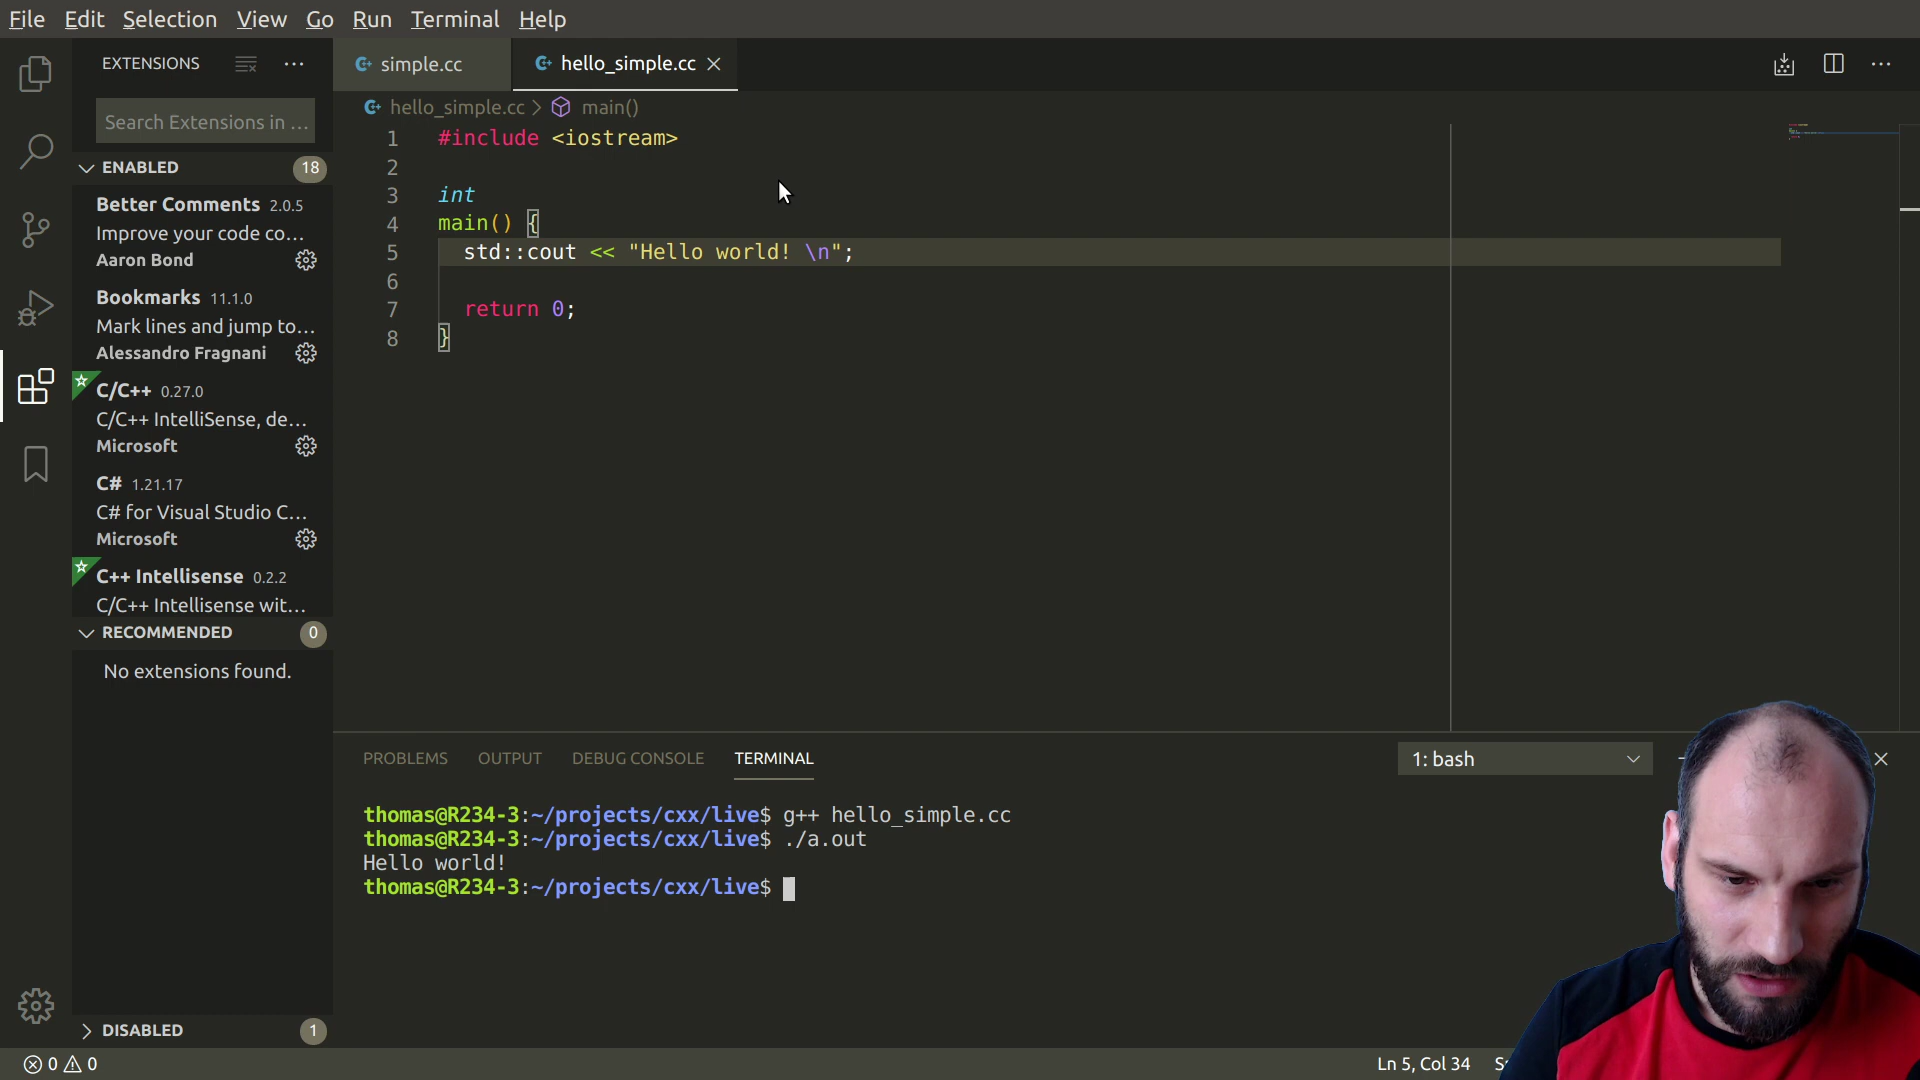 File Edit Selection View Go Run Terminal Help
EXTENSIONS
simple.cc
hello_simple.cc
Search Extensions in ...
hello_simple.cc > main()
ENABLED 18
Better Comments 2.0.5
Improve your code co...
Aaron Bond
Bookmarks 11.1.0
Mark lines and jump to...
Alessandro Fragnani
C/C++ 0.27.0
C/C++ IntelliSense, de...
Microsoft
C# 1.21.17
C# for Visual Studio C...
Microsoft
C++ Intellisense 0.2.2
C/C++ Intellisense wit...
RECOMMENDED 0
No extensions found.
DISABLED 1
1 #include <iostream>
2
3 int
4 main() {
5 std::cout << "Hello world! \n";
6
7 return 0;
8 }
PROBLEMS OUTPUT DEBUG CONSOLE TERMINAL
1: bash
thomas@R234-3:~/projects/cxx/live$ g++ hello_simple.cc
thomas@R234-3:~/projects/cxx/live$ ./a.out
Hello world!
thomas@R234-3:~/projects/cxx/live$
0 0
Ln 5, Col 34